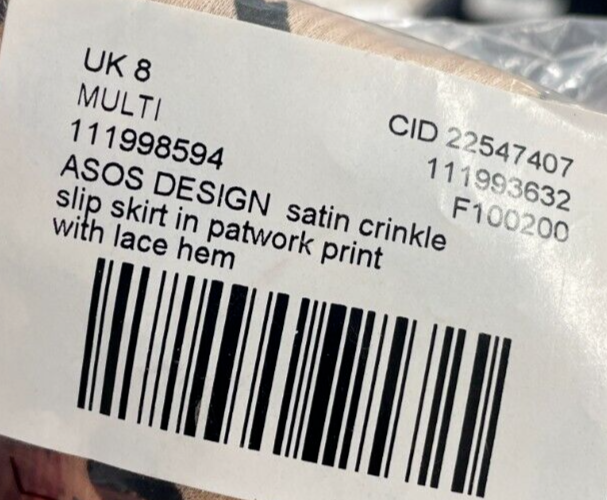 UK 8
MULTI
111998594
CID 22547407
111993632
F100200
ASOS DESIGN satin crinkle
slip skirt in patwork print
with lace hem